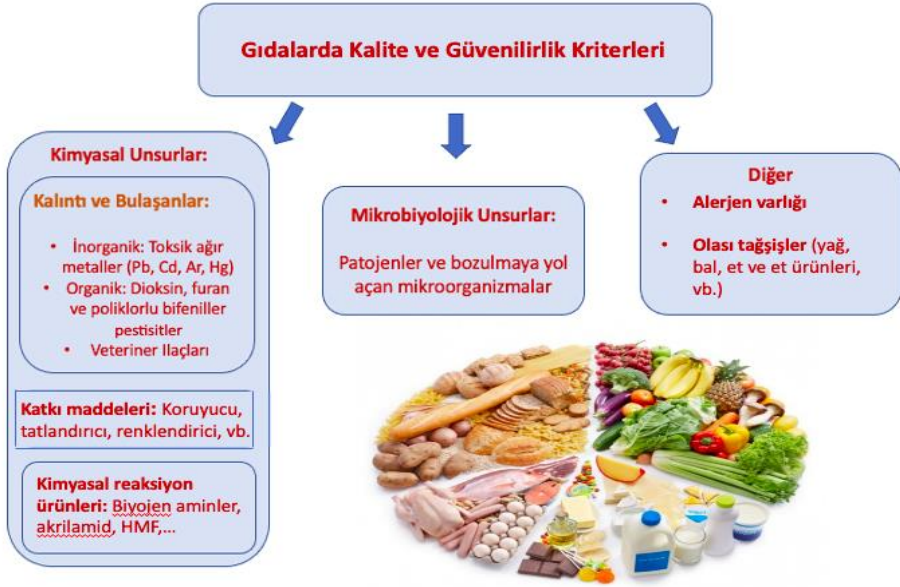 Gıdalarda Kalite ve Güvenilirlik Kriterleri
Kimyasal Unsurlar:
Kalıntı ve Bulaşanlar:
• İnorganik: Toksik ağır
metaller (Pb, Cd, Ar, Hg)
• Organik: Dioksin, furan
ve poliklorlu bifeniller
pestisitler
• Veteriner Ilaçları
Katkı maddeleri: Koruyucu,
tatlandırıcı, renklendirici, vb.
Kimyasal reaksiyon
ürünleri: Biyojen aminler,
akrilamid, HMF,...
Mikrobiyolojik Unsurlar:
Patojenler ve bozulmaya yol
açan mikroorganizmalar
Diğer
• Alerjen varlığı
• Olası tağşişler (yağ,
bal, et ve et ürünleri,
vb.)